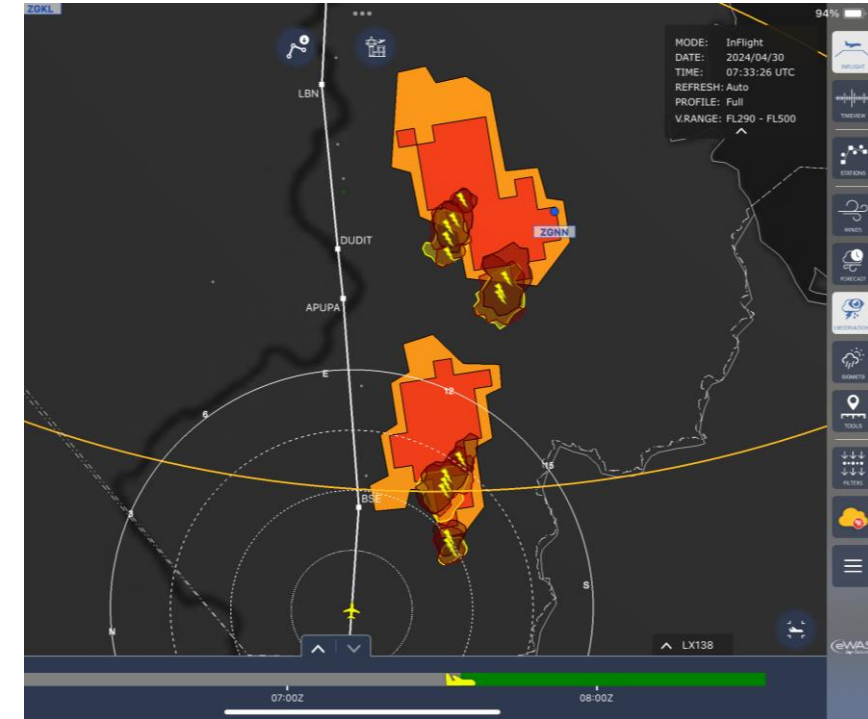 ZGKL
94%
MODE: InFlight
DATE: 2024/04/30
TIME: 07:33:26 UTC
REFRESH: Auto
PROFILE: Full
V.RANGE: FL290 - FL500
INFLIGHT
TIMEVIEW
STATIONS
WINDS
FORECAST
OBSERVATION
SIGMETS
TOOLS
FILTERS
LBN
DUDIT
ZGNN
APUPA
E
12
6
15
BSE
3
S
N
LX138
eWAS
07:00Z
08:00Z